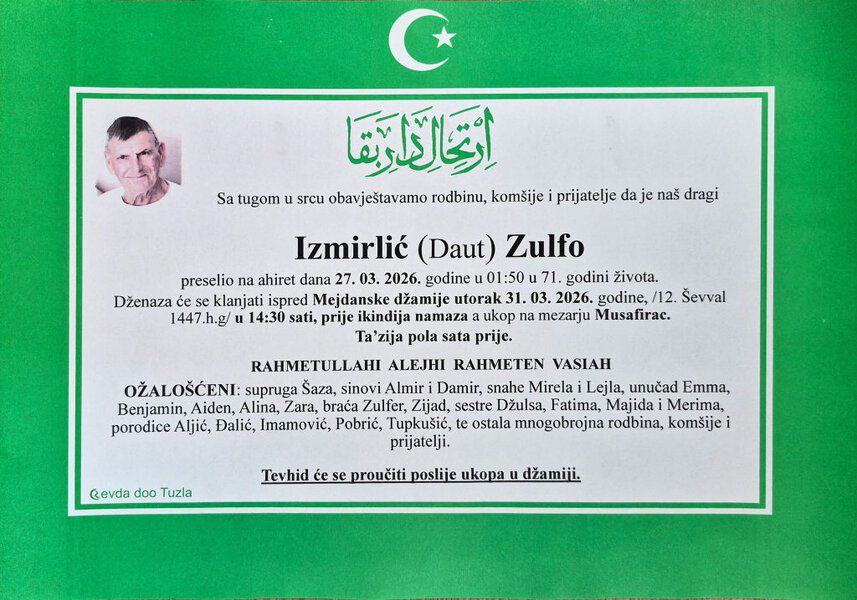 اِرْتِحَالِ دَارِ بَقَا
Sa tugom u srcu obavještavamo rodbinu, komšije i prijatelje da je naš dragi
Izmirlić (Daut) Zulfo
preselio na ahiret dana 27. 03. 2026. godine u 01:50 u 71. godini života.
Dženaza će se klanjati ispred Mejdanske džamije utorak 31. 03. 2026. godine, /12. Ševval
1447.h.g/ u 14:30 sati, prije ikindija namaza a ukop na mezarju Musafirac.
Ta'zija pola sata prije.
RAHMETULLAHI ALEJHI RAHMETEN VASIAH
OŽALOŠĆENI: supruga Šaza, sinovi Almir i Damir, snahe Mirela i Lejla, unučad Emma,
Benjamin, Aiden, Alina, Zara, braća Zulfer, Zijad, sestre Džulsa, Fatima, Majida i Merima,
porodice Aljić, Đalić, Imamović, Pobrić, Tupkušić, te ostala mnogobrojna rodbina, komšije i
prijatelji.
Tevhid će se proučiti poslije ukopa u džamiji.
Revda doo Tuzla